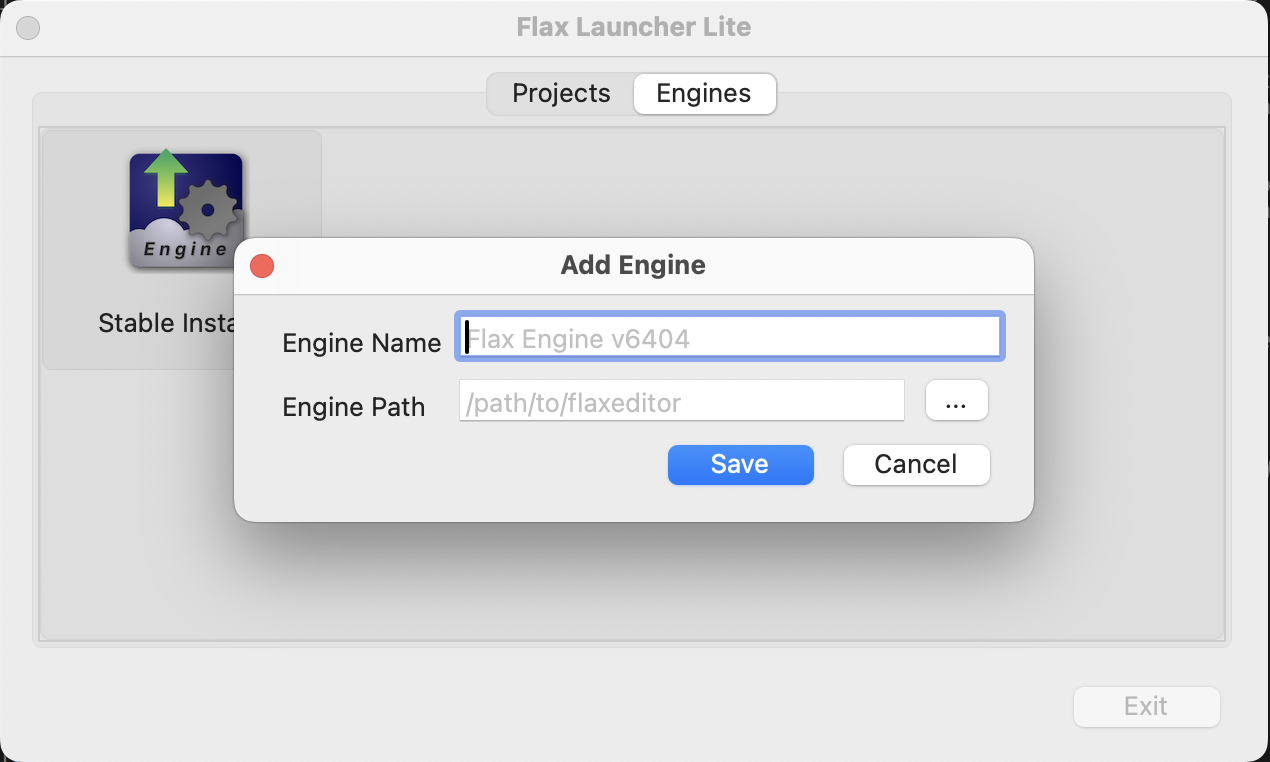 Flax Launcher Lite
Projects Engines
Engine
Stable Insta
Add Engine
Engine Name Flax Engine v6404
Engine Path /path/to/flaxeditor ...
Save Cancel
Exit